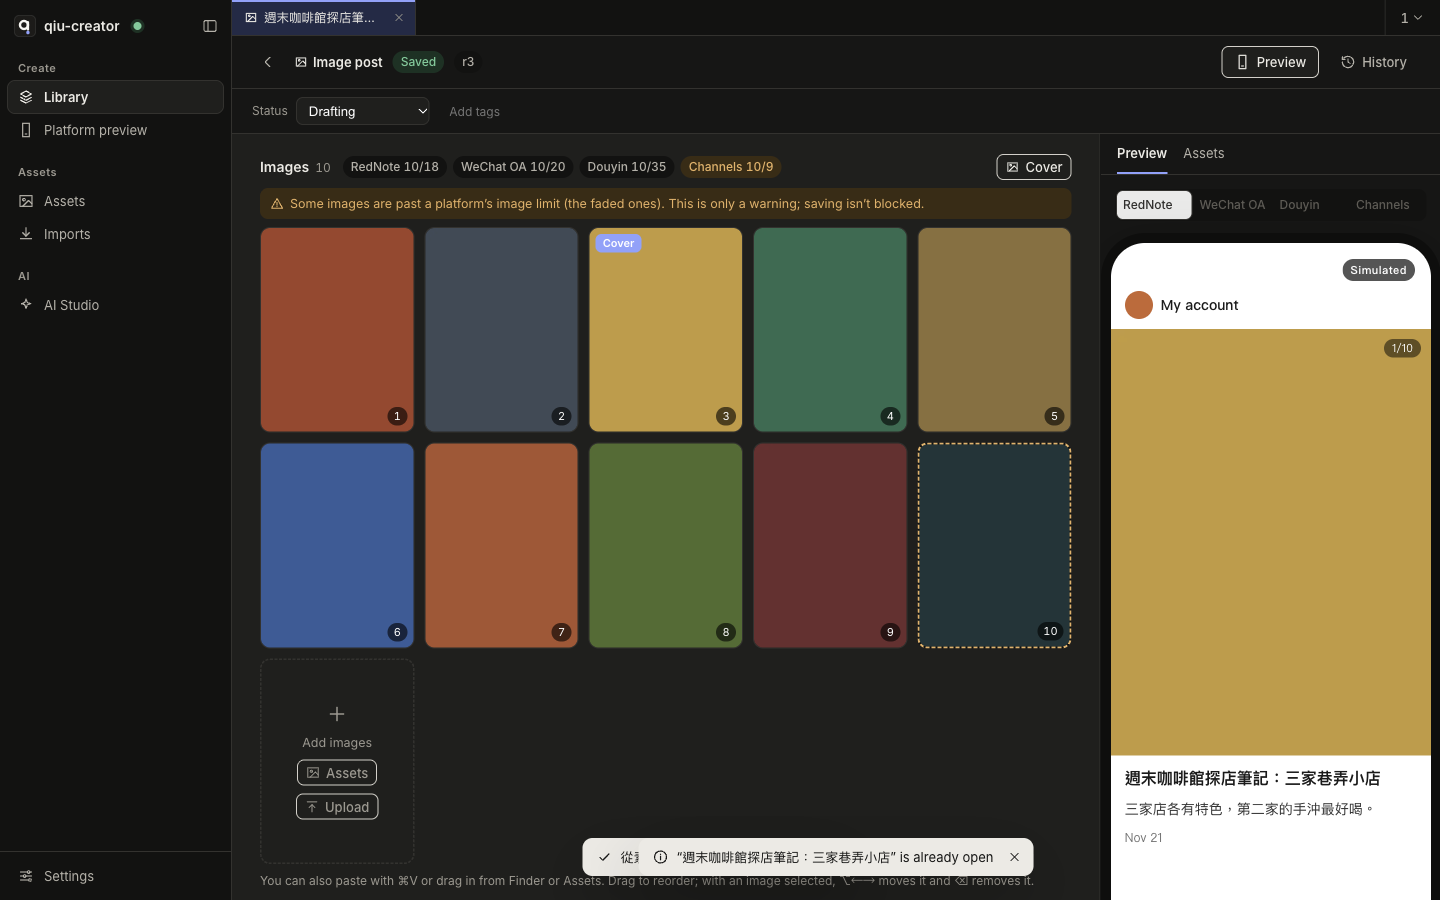 qiu-creator
Create
Library
Platform preview
Assets
Assets
Imports
AI
AI Studio
Settings
週末咖啡館探店筆...
1
Image post
Saved
r3
Preview
History
Status
Drafting
Add tags
Images 10
RedNote 10/18
WeChat OA 10/20
Douyin 10/35
Channels 10/9
Cover
Some images are past a platform’s image limit (the faded ones). This is only a warning; saving isn’t blocked.
1
2
Cover
3
4
5
6
7
8
9
10
Add images
Assets
Upload
從
“週末咖啡館探店筆記：三家巷弄小店” is already open
You can also paste with ⌘V or drag in from Finder or Assets. Drag to reorder; with an image selected, ⌥←→ moves it and ⌫ removes it.
Preview
Assets
RedNote
WeChat OA
Douyin
Channels
Simulated
My account
1/10
週末咖啡館探店筆記：三家巷弄小店
三家店各有特色，第二家的手沖最好喝。
Nov 21